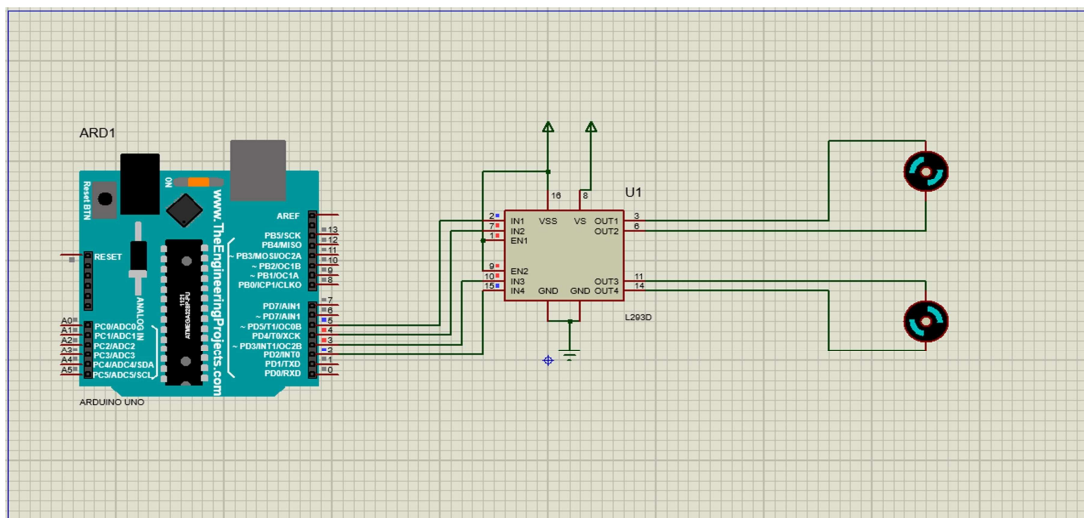 ARD1
ARDUINO UNO
Reset BTN
ON
www.TheEngineeringProjects.com
ANALOG IN
1121
ATMEGA328P-PU
RESET
A0
PC0/ADC0
A1
PC1/ADC1
A2
PC2/ADC2
A3
PC3/ADC3
A4
PC4/ADC4/SDA
A5
PC5/ADC5/SCL
AREF
PB5/SCK 13
PB4/MISO 12
~ PB3/MOSI/OC2A 11
~ PB2/OC1B 10
~ PB1/OC1A 9
PB0/ICP1/CLKO 8
PD7/AIN1 7
~ PD7/AIN1 6
~ PD5/T1/OC0B 5
PD4/T0/XCK 4
~ PD3/INT1/OC2B 3
PD2/INT0 2
PD1/TXD 1
PD0/RXD 0
U1
16 8
VSS VS
2 IN1
7 IN2
1 EN1
9 EN2
10 IN3
15 IN4
OUT1 3
OUT2 6
OUT3 11
OUT4 14
GND GND
L293D